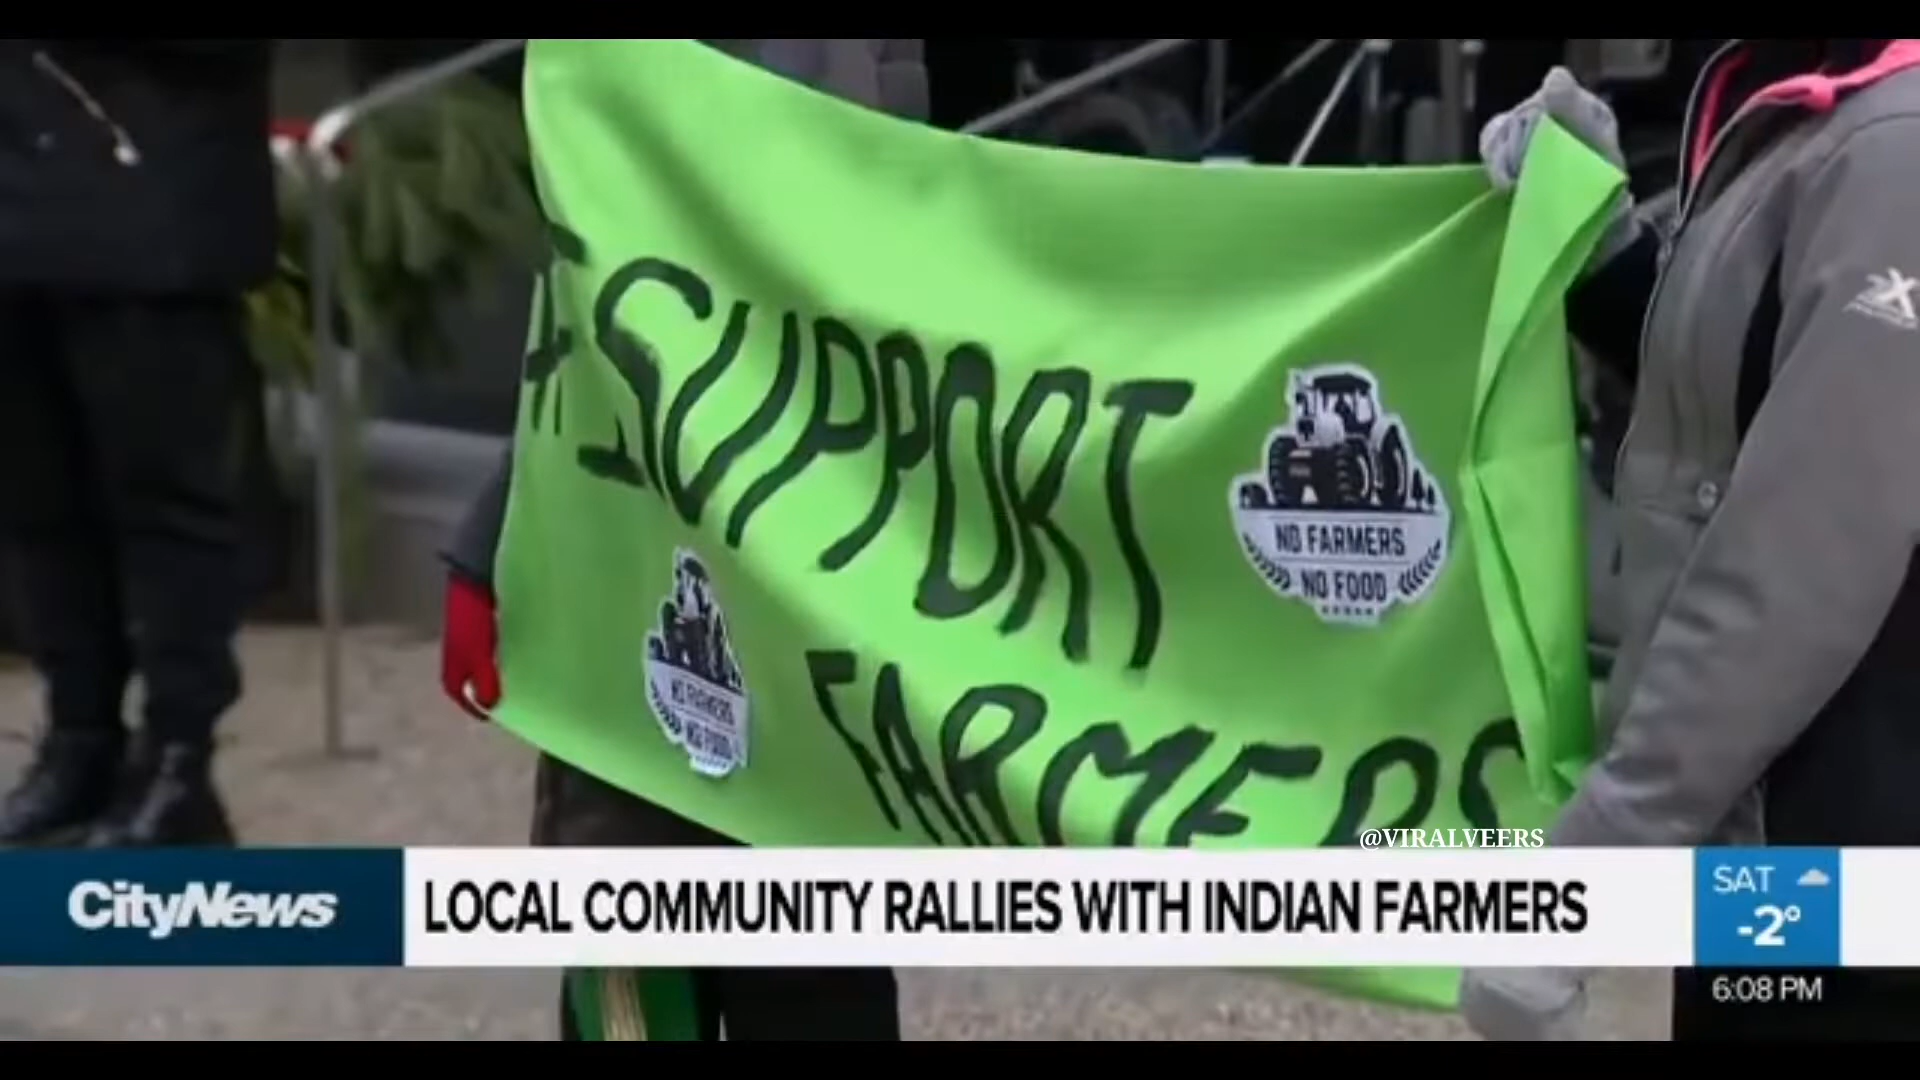 #SUPPORT
FARMERS
NO FARMERS
NO FOOD
NO FARMERS
NO FOOD
@VIRALVEERS
CityNews
LOCAL COMMUNITY RALLIES WITH INDIAN FARMERS
SAT
-2°
6:08 PM